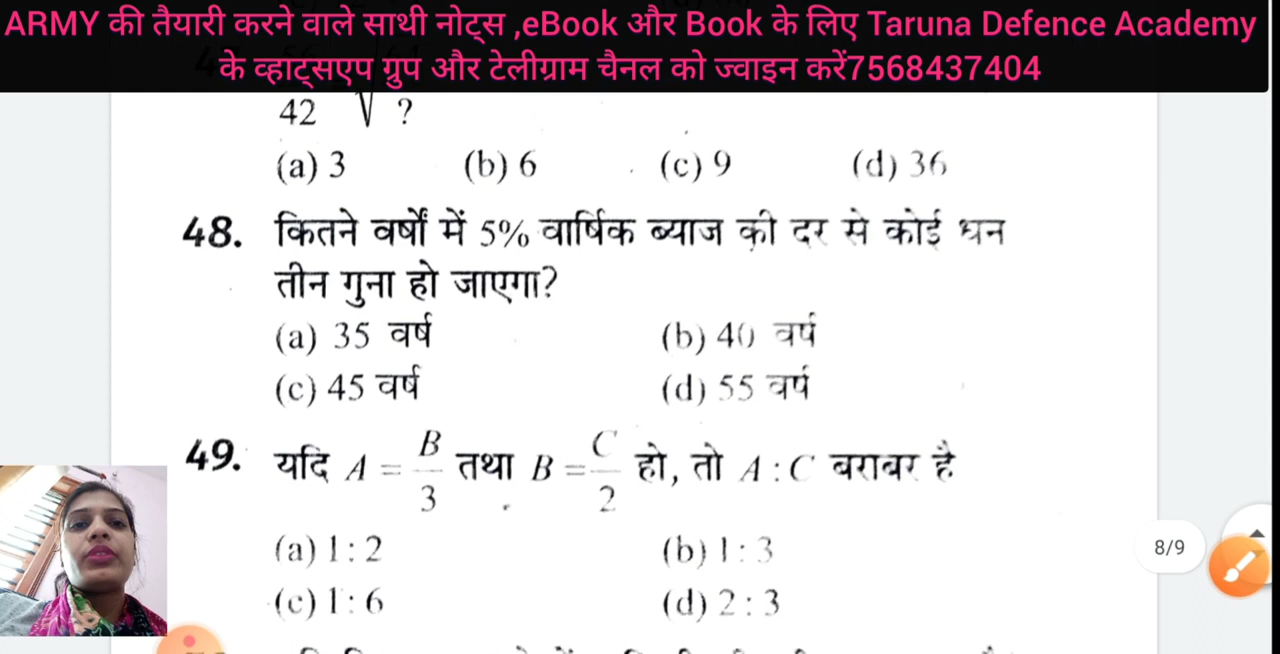 ARMY की तैयारी करने वाले साथी नोट्स ,eBook और Book के लिए Taruna Defence Academy
के व्हाट्सएप ग्रुप और टेलीग्राम चैनल को ज्वाइन करें7568437404
42 √ ?
(a) 3 (b) 6 (c) 9 (d) 36
48. कितने वर्षों में 5% वार्षिक ब्याज की दर से कोई धन
तीन गुना हो जाएगा?
(a) 35 वर्ष (b) 40 वर्ष
(c) 45 वर्ष (d) 55 वर्ष
49. यदि A = B/3 तथा B = C/2 हो, तो A : C बराबर है
(a) 1 : 2 (b) 1 : 3
(c) 1 : 6 (d) 2 : 3
8/9